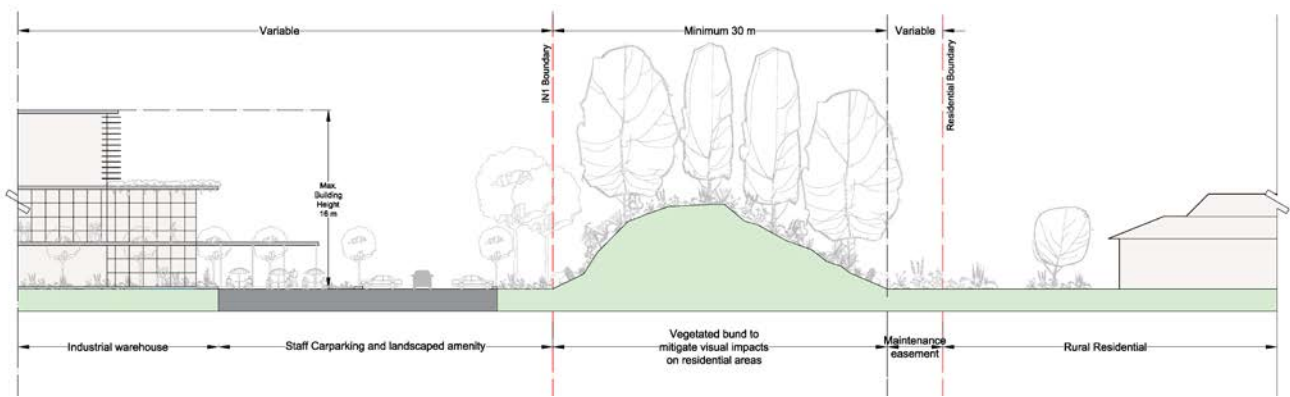 Variable
Minimum 30 m
Variable
IN1 Boundary
Residential Boundary
Max.
Building
Height
16 m
Industrial warehouse
Staff Carparking and landscaped amenity
Vegetated bund to
mitigate visual impacts
on residential areas
Maintenance
easement
Rural Residential